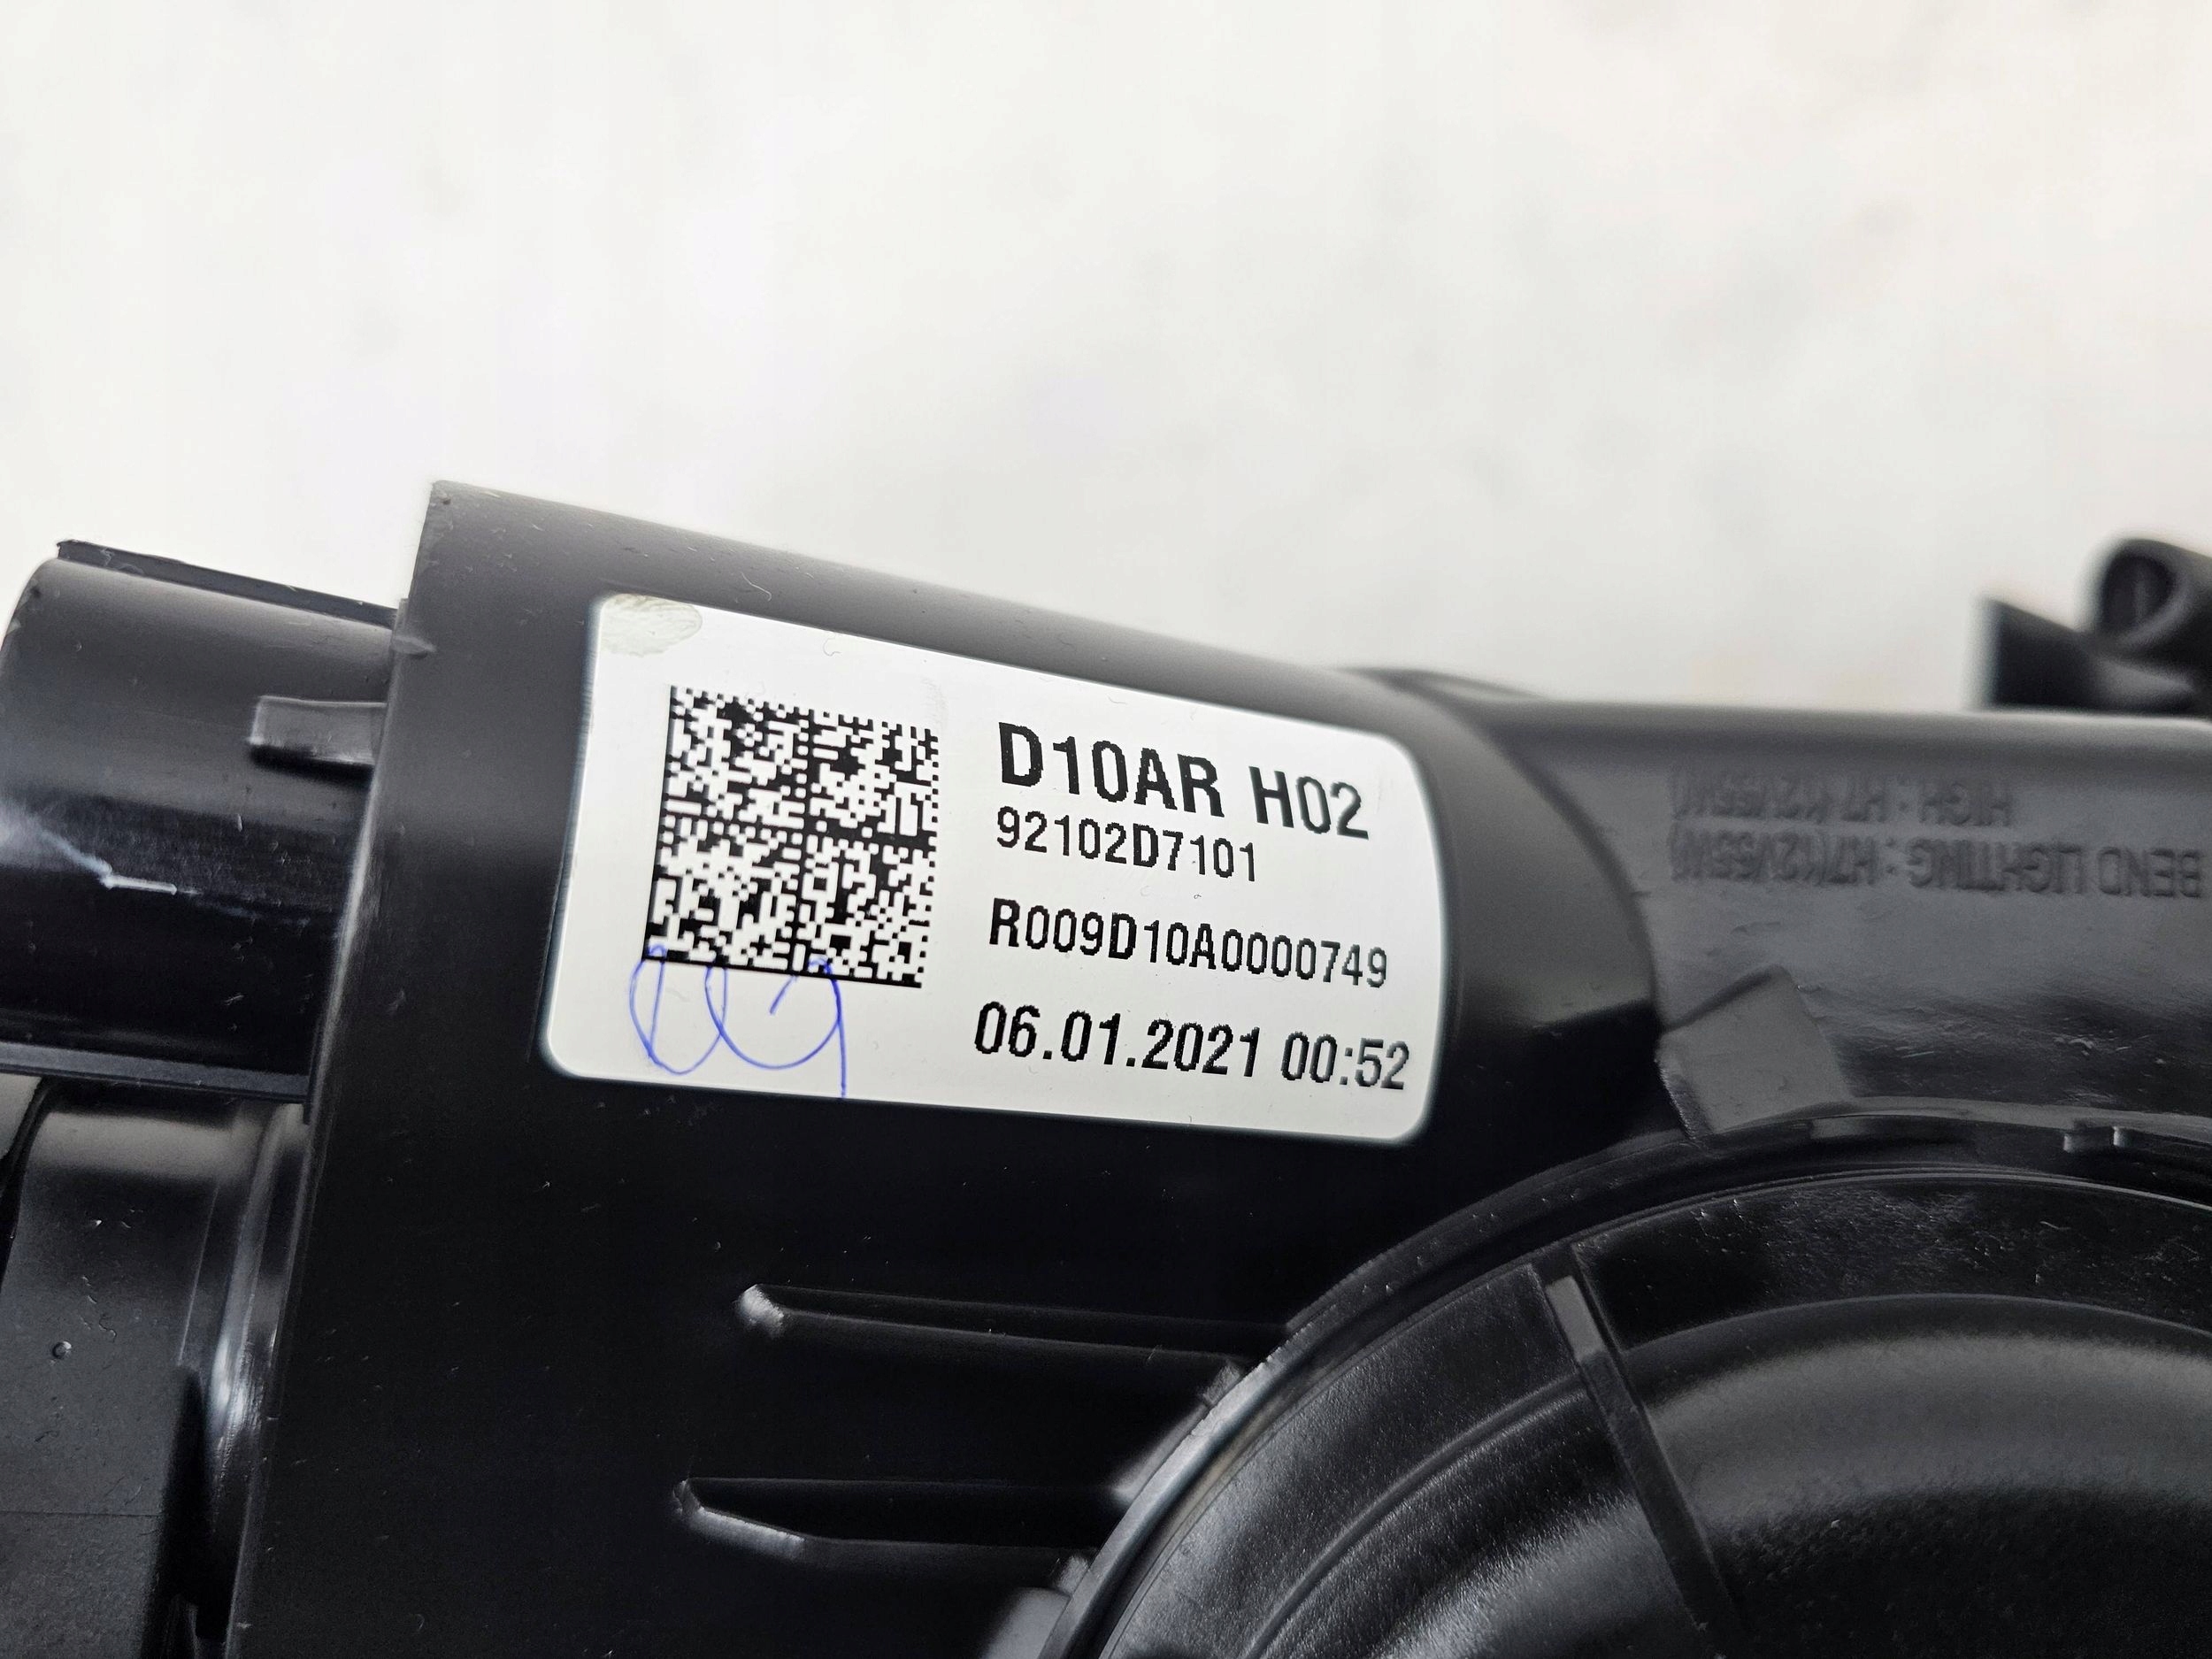 D10AR H02
92102D7101
R009D10A0000749
06.01.2021 00:52
BEND LIGHTING : H7(12V/55W)
HIGH : H7 (12V/55W)